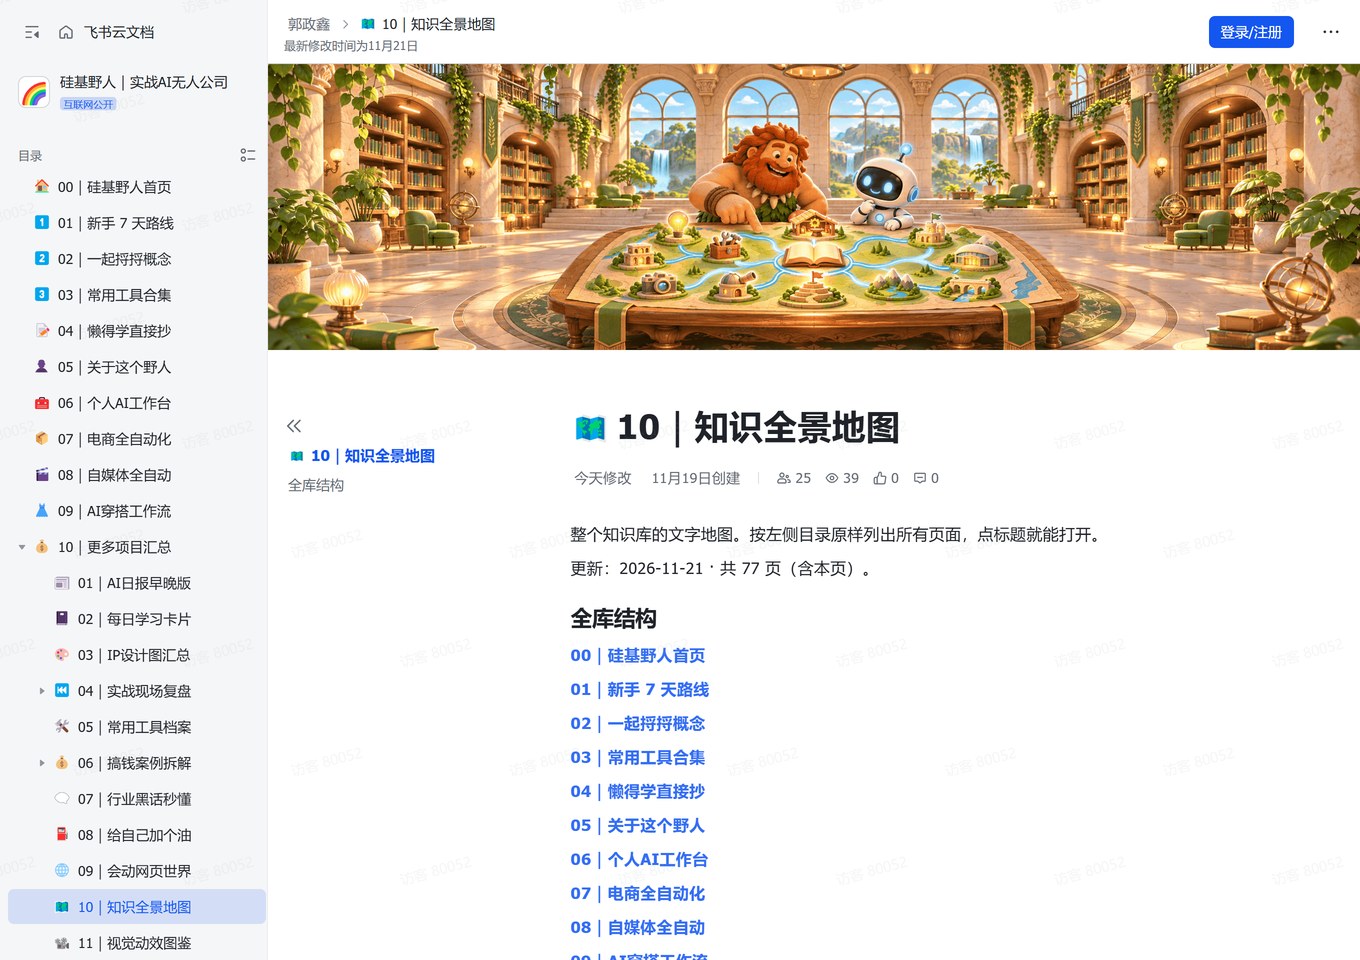 飞书云文档
硅基野人 | 实战AI无人公司
互联网公开
目录
00 | 硅基野人首页
01 | 新手 7 天路线
02 | 一起捋捋概念
03 | 常用工具合集
04 | 懒得学直接抄
05 | 关于这个野人
06 | 个人AI工作台
07 | 电商全自动化
08 | 自媒体全自动
09 | AI穿搭工作流
10 | 更多项目汇总
01 | AI日报早晚版
02 | 每日学习卡片
03 | IP设计图汇总
04 | 实战现场复盘
05 | 常用工具档案
06 | 搞钱案例拆解
07 | 行业黑话秒懂
08 | 给自己加个油
09 | 会动网页世界
10 | 知识全景地图
11 | 视觉动效图鉴
郭政鑫 > 10 | 知识全景地图
最新修改时间为11月21日
登录/注册
10 | 知识全景地图
全库结构
10 | 知识全景地图
今天修改 11月19日创建 25 39 0 0
整个知识库的文字地图。按左侧目录原样列出所有页面，点标题就能打开。
更新：2026-11-21 · 共 77 页（含本页）。
全库结构
00 | 硅基野人首页
01 | 新手 7 天路线
02 | 一起捋捋概念
03 | 常用工具合集
04 | 懒得学直接抄
05 | 关于这个野人
06 | 个人AI工作台
07 | 电商全自动化
08 | 自媒体全自动
09 | AI穿搭工作流
访客 80052